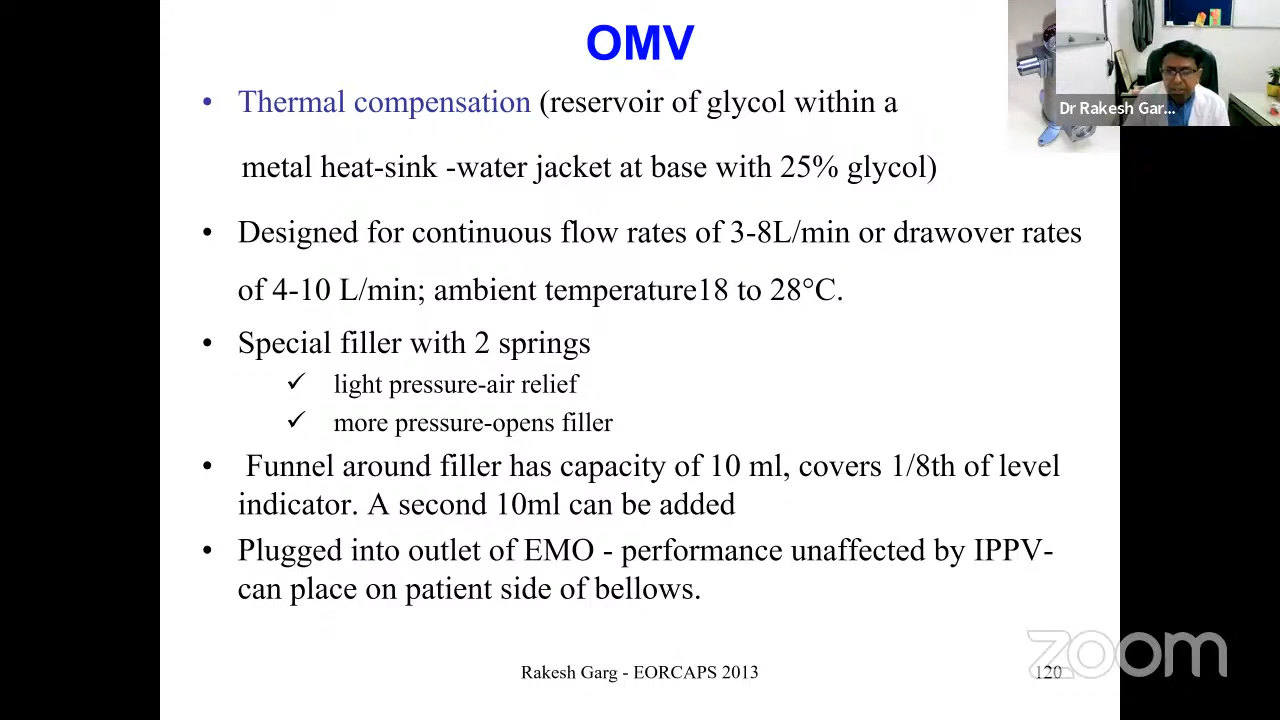 OMV
• Thermal compensation (reservoir of glycol within a
metal heat-sink -water jacket at base with 25% glycol)
• Designed for continuous flow rates of 3-8L/min or drawover rates
of 4-10 L/min; ambient temperature18 to 28°C.
• Special filler with 2 springs
✓ light pressure-air relief
✓ more pressure-opens filler
• Funnel around filler has capacity of 10 ml, covers 1/8th of level
indicator. A second 10ml can be added
• Plugged into outlet of EMO - performance unaffected by IPPV-
can place on patient side of bellows.
Rakesh Garg - EORCAPS 2013
120
Dr Rakesh Gar...
zoom